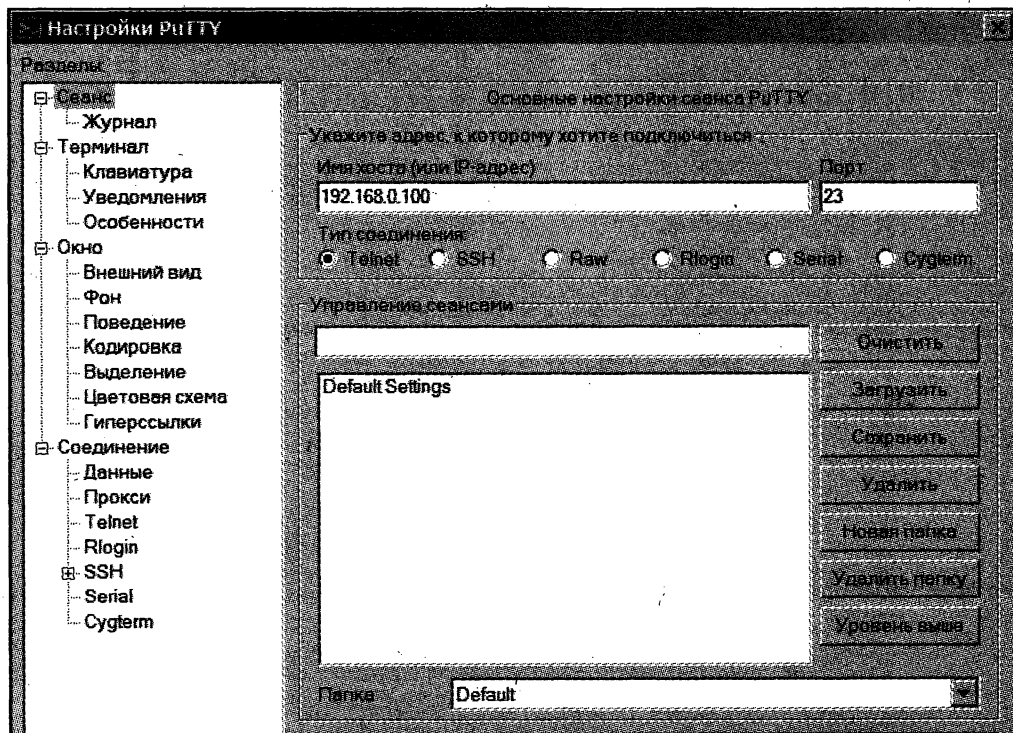 Настройки PuTTY
Разделы:
Сеанс
Журнал
Терминал
Клавиатура
Уведомления
Особенности
Окно
Внешний вид
Фон
Поведение
Кодировка
Выделение
Цветовая схема
Гиперссылки
Соединение
Данные
Прокси
Telnet
Rlogin
SSH
Serial
Cygterm
Основные настройки сеанса PuTTY
Укажите адрес, к которому хотите подключиться
Имя хоста (или IP-адрес) Порт
192.168.0.100 23
Тип соединения:
Telnet SSH Raw Rlogin Serial Cygterm
Управление сеансами
Очистить
Default Settings
Загрузить
Сохранить
Удалить
Новая папка
Удалить папку
Уровень выше
Папка Default